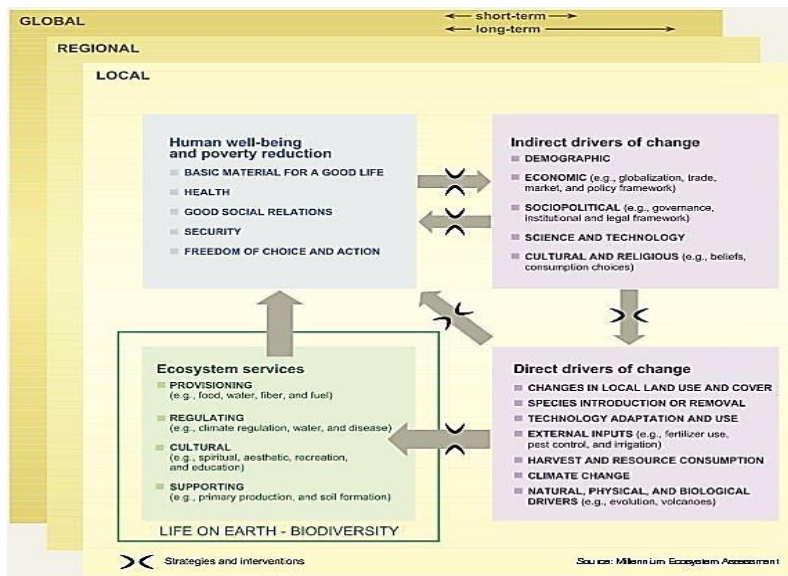 GLOBAL
short-term
long-term
REGIONAL
LOCAL
Human well-being
and poverty reduction
BASIC MATERIAL FOR A GOOD LIFE
HEALTH
GOOD SOCIAL RELATIONS
SECURITY
FREEDOM OF CHOICE AND ACTION
Indirect drivers of change
DEMOGRAPHIC
ECONOMIC (e.g., globalization, trade,
market, and policy framework)
SOCIOPOLITICAL (e.g., governance,
institutional and legal framework)
SCIENCE AND TECHNOLOGY
CULTURAL AND RELIGIOUS (e.g., beliefs,
consumption choices)
Ecosystem services
PROVISIONING
(e.g., food, water, fiber, and fuel)
REGULATING
(e.g., climate regulation, water, and disease)
CULTURAL
(e.g., spiritual, aesthetic, recreation,
and education)
SUPPORTING
(e.g., primary production, and soil formation)
LIFE ON EARTH - BIODIVERSITY
Direct drivers of change
CHANGES IN LOCAL LAND USE AND COVER
SPECIES INTRODUCTION OR REMOVAL
TECHNOLOGY ADAPTATION AND USE
EXTERNAL INPUTS (e.g., fertilizer use,
pest control, and irrigation)
HARVEST AND RESOURCE CONSUMPTION
CLIMATE CHANGE
NATURAL, PHYSICAL, AND BIOLOGICAL
DRIVERS (e.g., evolution, volcanoes)
Strategies and interventions
Source: Millennium Ecosystem Assessment